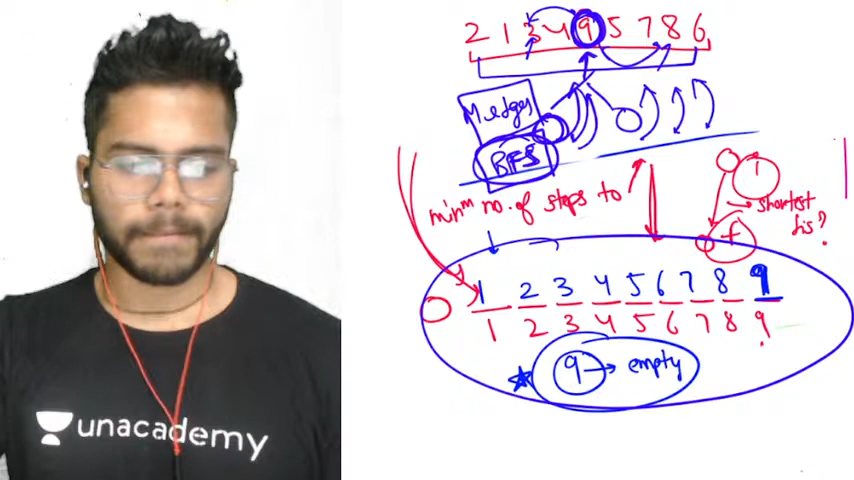 2 1 3 4 9 5 7 8 6
M edges
BFS
minᵐ no. of steps to
i
shortest
dis?
f
1 2 3 4 5 6 7 8 9
1 2 3 4 5 6 7 8 9
9 → empty
unacademy